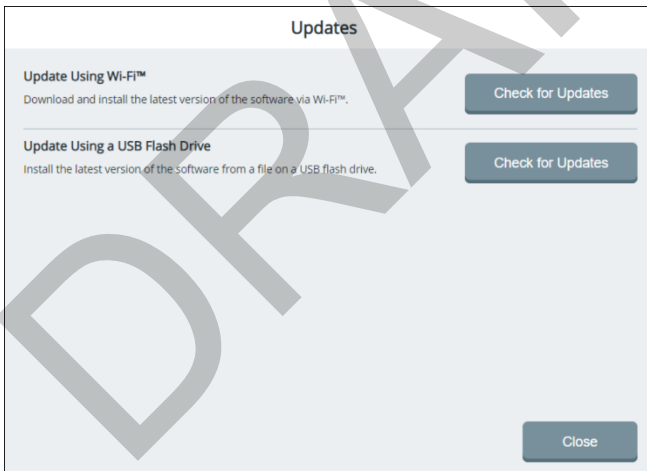 Updates
Update Using Wi-Fi™
Download and install the latest version of the software via Wi-Fi™.
Check for Updates
Update Using a USB Flash Drive
Install the latest version of the software from a file on a USB flash drive.
Check for Updates
Close
DRA